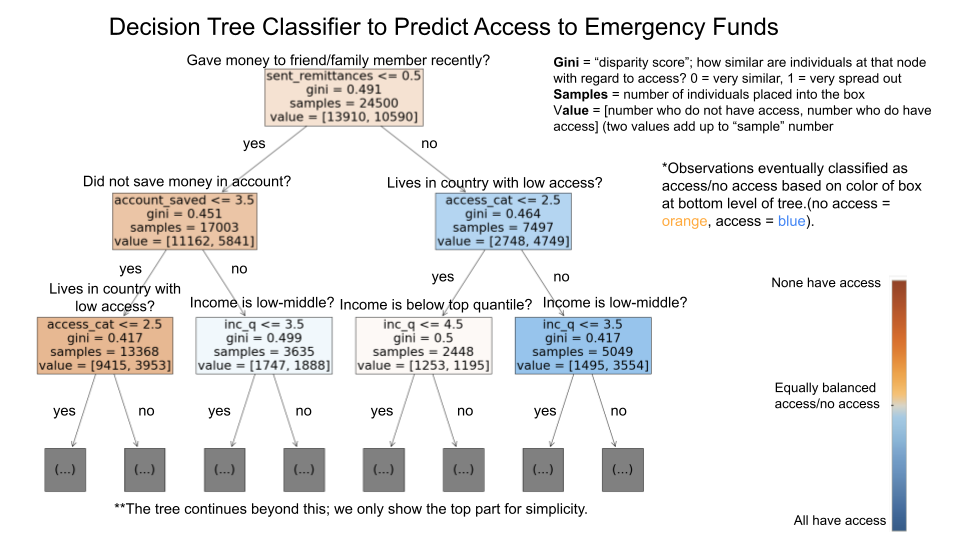 Decision Tree Classifier to Predict Access to Emergency Funds
Gave money to friend/family member recently?
sent_remittances <= 0.5
gini = 0.491
samples = 24500
value = [13910, 10590]
Gini = “disparity score”; how similar are individuals at that node
with regard to access? 0 = very similar, 1 = very spread out
Samples = number of individuals placed into the box
Value = [number who do not have access, number who do have
access] (two values add up to “sample” number
yes
no
*Observations eventually classified as
access/no access based on color of box
at bottom level of tree.(no access =
orange, access = blue).
Did not save money in account?
account_saved <= 3.5
gini = 0.451
samples = 17003
value = [11162, 5841]
Lives in country with low access?
access_cat <= 2.5
gini = 0.464
samples = 7497
value = [2748, 4749]
yes
no
yes
no
Lives in country with
low access?
access_cat <= 2.5
gini = 0.417
samples = 13368
value = [9415, 3953]
Income is low-middle?
inc_q <= 3.5
gini = 0.499
samples = 3635
value = [1747, 1888]
Income is below top quantile?
inc_q <= 4.5
gini = 0.5
samples = 2448
value = [1253, 1195]
Income is low-middle?
inc_q <= 3.5
gini = 0.417
samples = 5049
value = [1495, 3554]
yes
no
yes
no
yes
no
yes
no
(...)
(...)
(...)
(...)
(...)
(...)
(...)
(...)
**The tree continues beyond this; we only show the top part for simplicity.
None have access
Equally balanced
access/no access
All have access